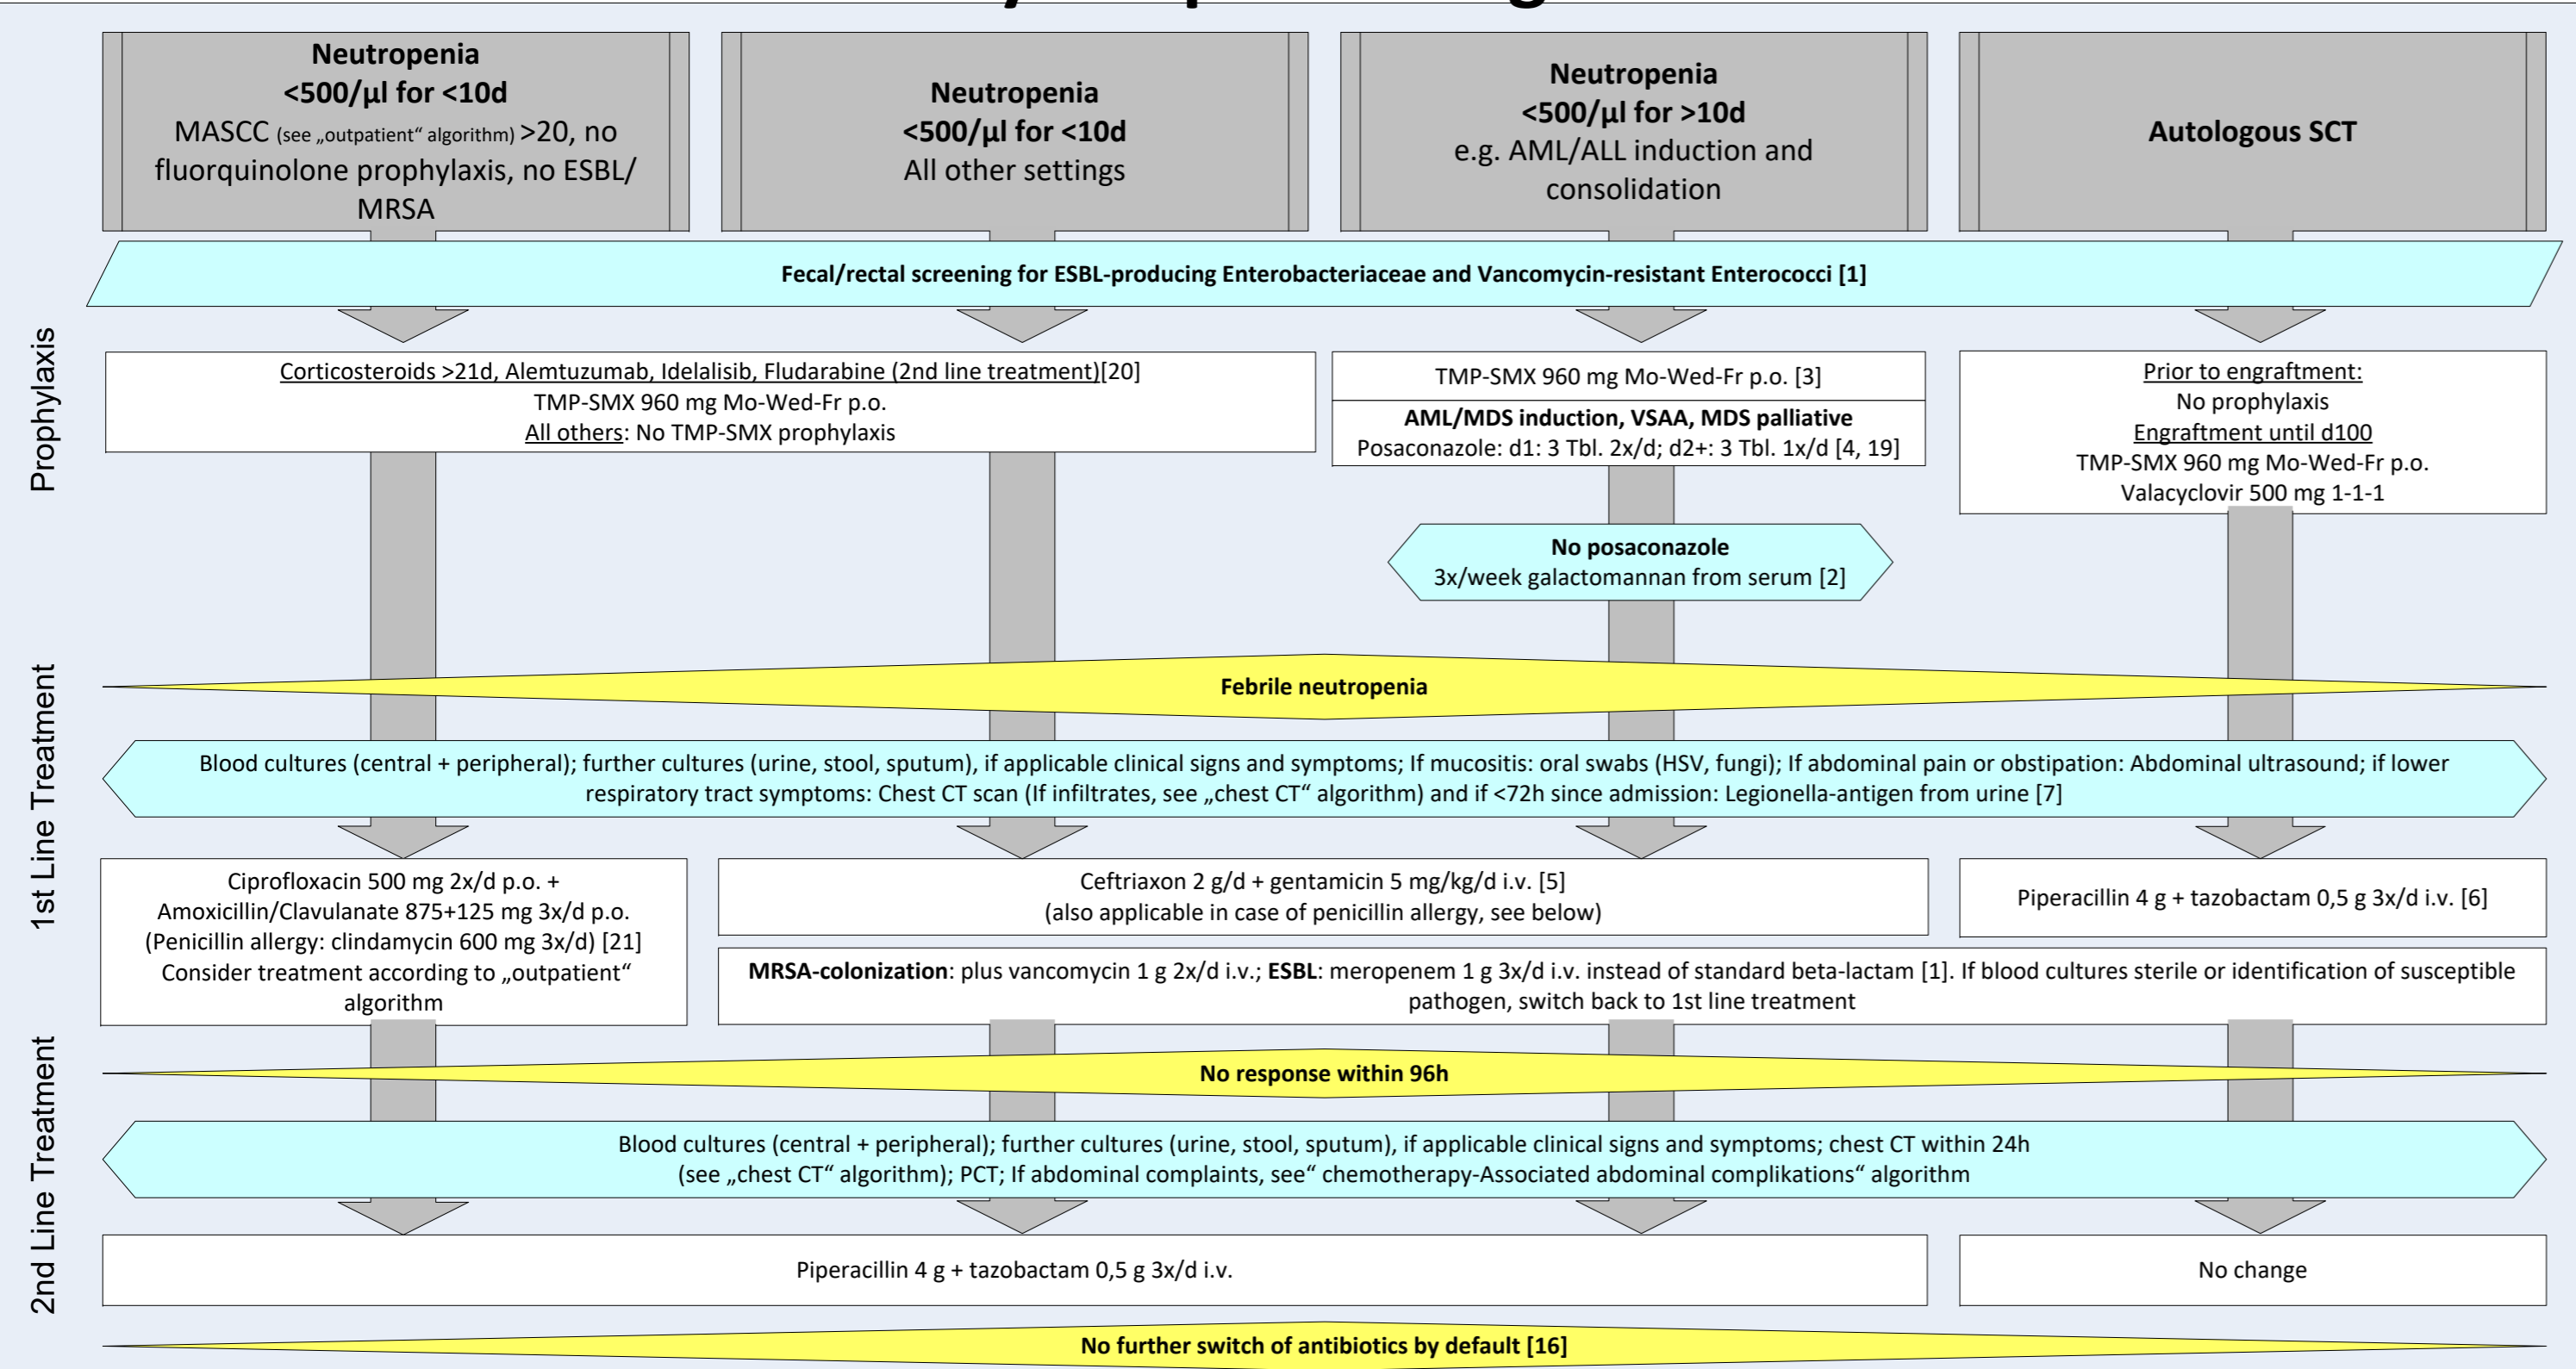 Neutropenia
<500/µl for <10d
MASCC (see „outpatient“ algorithm) >20, no
fluorquinolone prophylaxis, no ESBL/
MRSA
Neutropenia
<500/µl for <10d
All other settings
Neutropenia
<500/µl for >10d
e.g. AML/ALL induction and
consolidation
Autologous SCT
Fecal/rectal screening for ESBL-producing Enterobacteriaceae and Vancomycin-resistant Enterococci [1]
Prophylaxis
Corticosteroids >21d, Alemtuzumab, Idelalisib, Fludarabine (2nd line treatment)[20]
TMP-SMX 960 mg Mo-Wed-Fr p.o.
All others: No TMP-SMX prophylaxis
TMP-SMX 960 mg Mo-Wed-Fr p.o. [3]
AML/MDS induction, VSAA, MDS palliative
Posaconazole: d1: 3 Tbl. 2x/d; d2+: 3 Tbl. 1x/d [4, 19]
Prior to engraftment:
No prophylaxis
Engraftment until d100
TMP-SMX 960 mg Mo-Wed-Fr p.o.
Valacyclovir 500 mg 1-1-1
No posaconazole
3x/week galactomannan from serum [2]
Febrile neutropenia
1st Line Treatment
Blood cultures (central + peripheral); further cultures (urine, stool, sputum), if applicable clinical signs and symptoms; If mucositis: oral swabs (HSV, fungi); If abdominal pain or obstipation: Abdominal ultrasound; if lower
respiratory tract symptoms: Chest CT scan (If infiltrates, see „chest CT“ algorithm) and if <72h since admission: Legionella-antigen from urine [7]
Ciprofloxacin 500 mg 2x/d p.o. +
Amoxicillin/Clavulanate 875+125 mg 3x/d p.o.
(Penicillin allergy: clindamycin 600 mg 3x/d) [21]
Consider treatment according to „outpatient“
algorithm
Ceftriaxon 2 g/d + gentamicin 5 mg/kg/d i.v. [5]
(also applicable in case of penicillin allergy, see below)
Piperacillin 4 g + tazobactam 0,5 g 3x/d i.v. [6]
MRSA-colonization: plus vancomycin 1 g 2x/d i.v.; ESBL: meropenem 1 g 3x/d i.v. instead of standard beta-lactam [1]. If blood cultures sterile or identification of susceptible
pathogen, switch back to 1st line treatment
No response within 96h
2nd Line Treatment
Blood cultures (central + peripheral); further cultures (urine, stool, sputum), if applicable clinical signs and symptoms; chest CT within 24h
(see „chest CT“ algorithm); PCT; If abdominal complaints, see“ chemotherapy-Associated abdominal complikations“ algorithm
Piperacillin 4 g + tazobactam 0,5 g 3x/d i.v.
No change
No further switch of antibiotics by default [16]